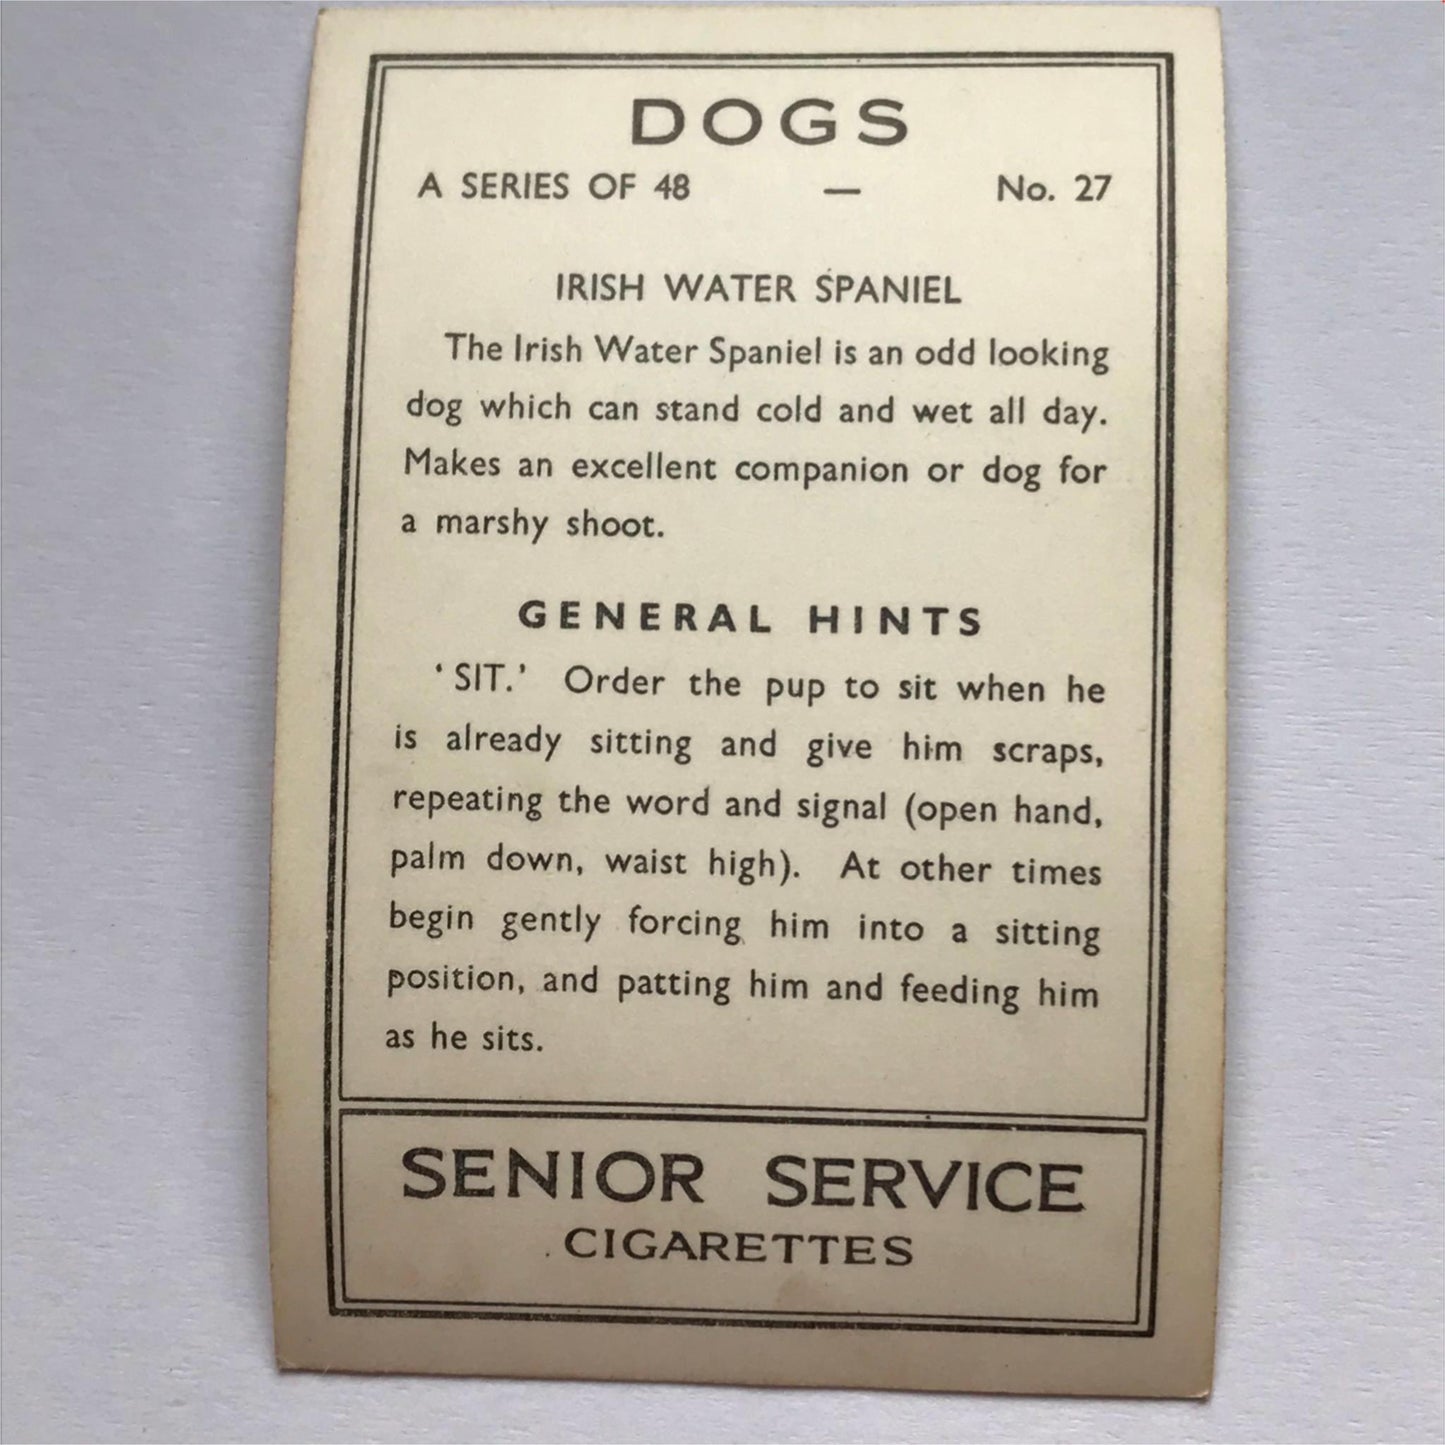 DOGS
A SERIES OF 48 — No. 27
IRISH WATER SPANIEL
The Irish Water Spaniel is an odd looking
dog which can stand cold and wet all day.
Makes an excellent companion or dog for
a marshy shoot.
GENERAL HINTS
‘SIT.’ Order the pup to sit when he
is already sitting and give him scraps,
repeating the word and signal (open hand,
palm down, waist high). At other times
begin gently forcing him into a sitting
position, and patting him and feeding him
as he sits.
SENIOR SERVICE
CIGARETTES